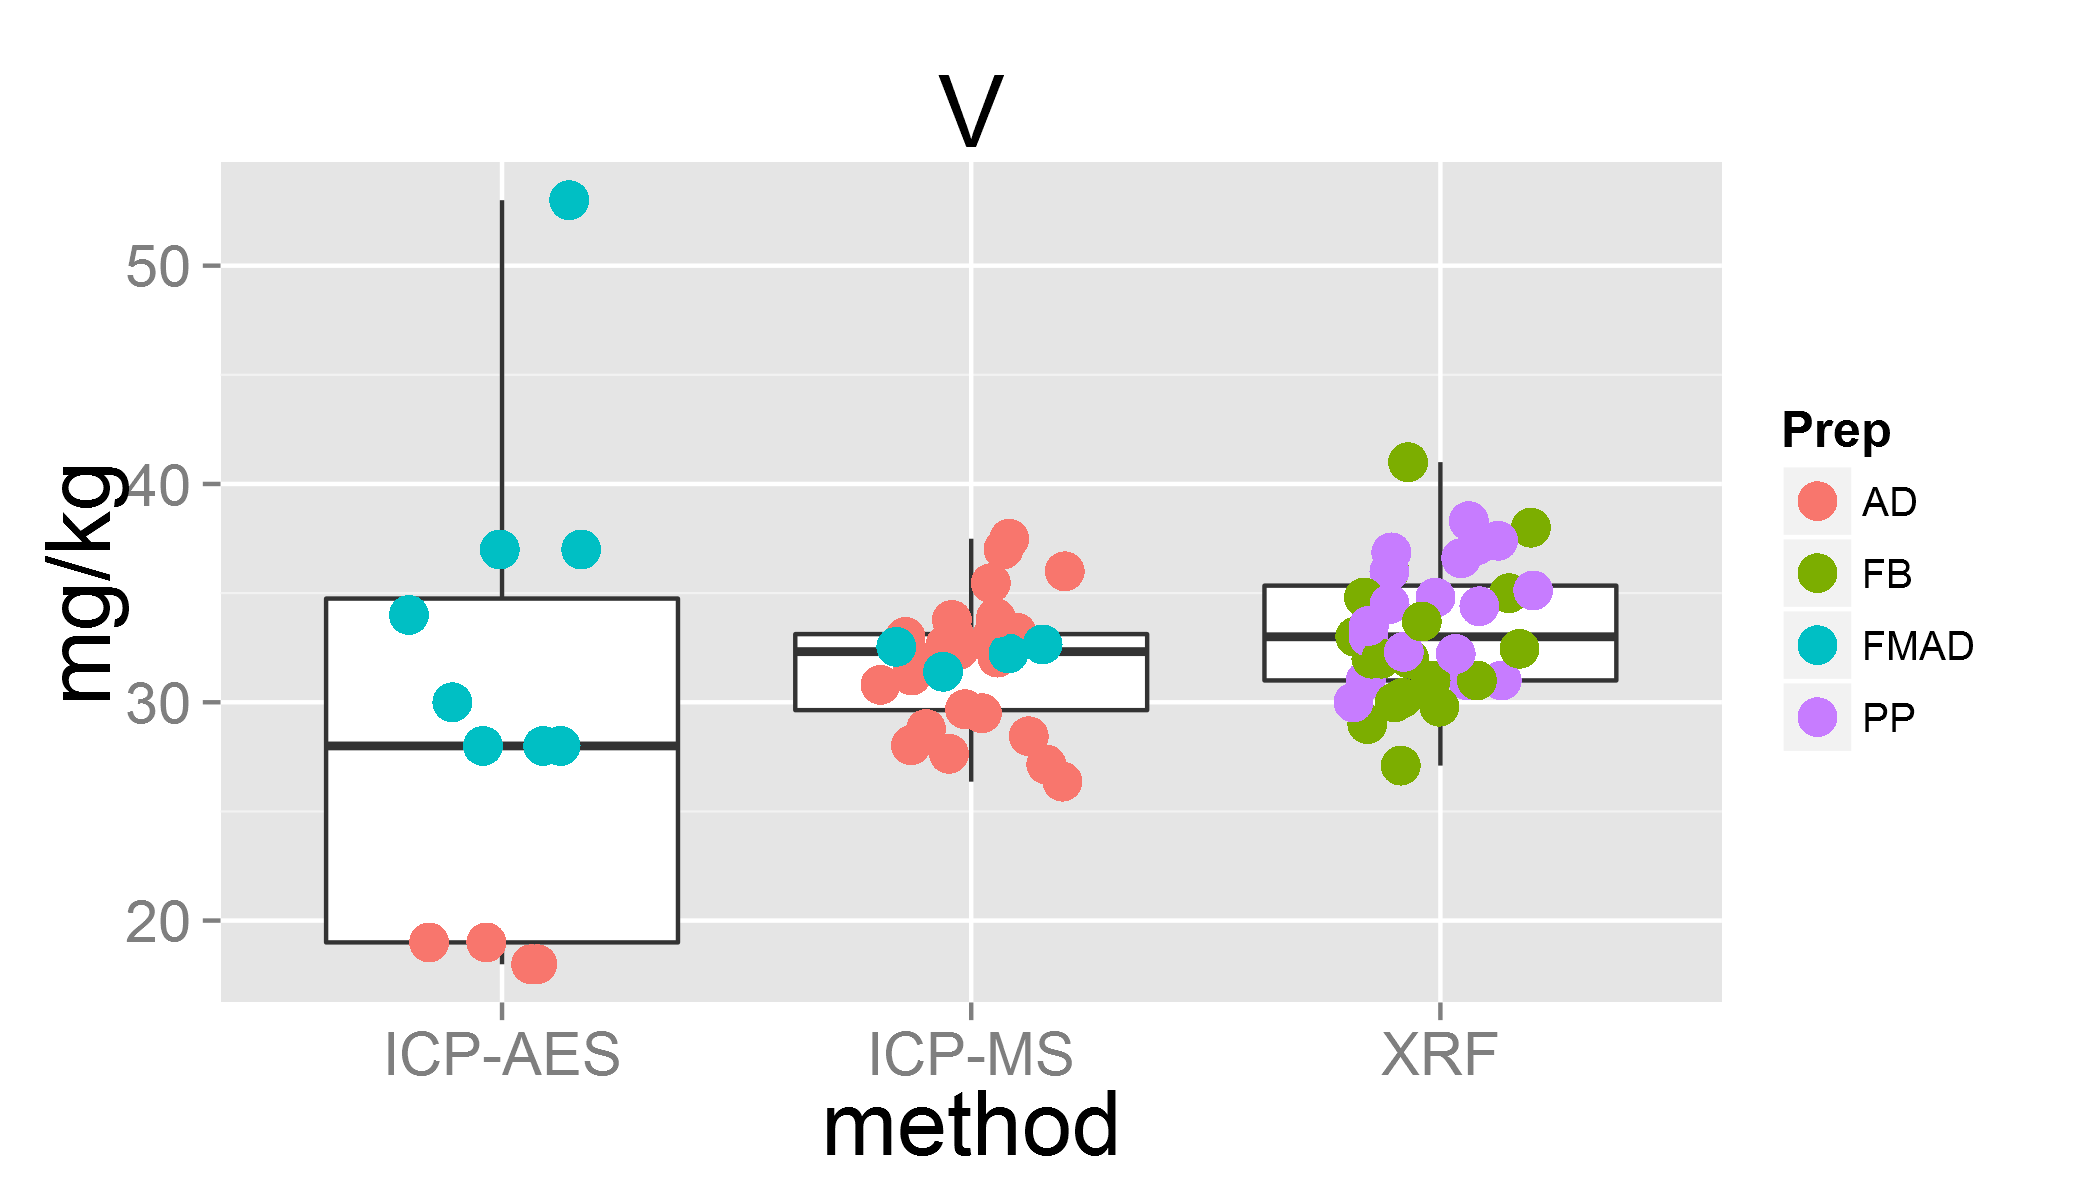 V
mg/kg
50
40
30
20
ICP-AES ICP-MS XRF
method
Prep
AD
FB
FMAD
PP